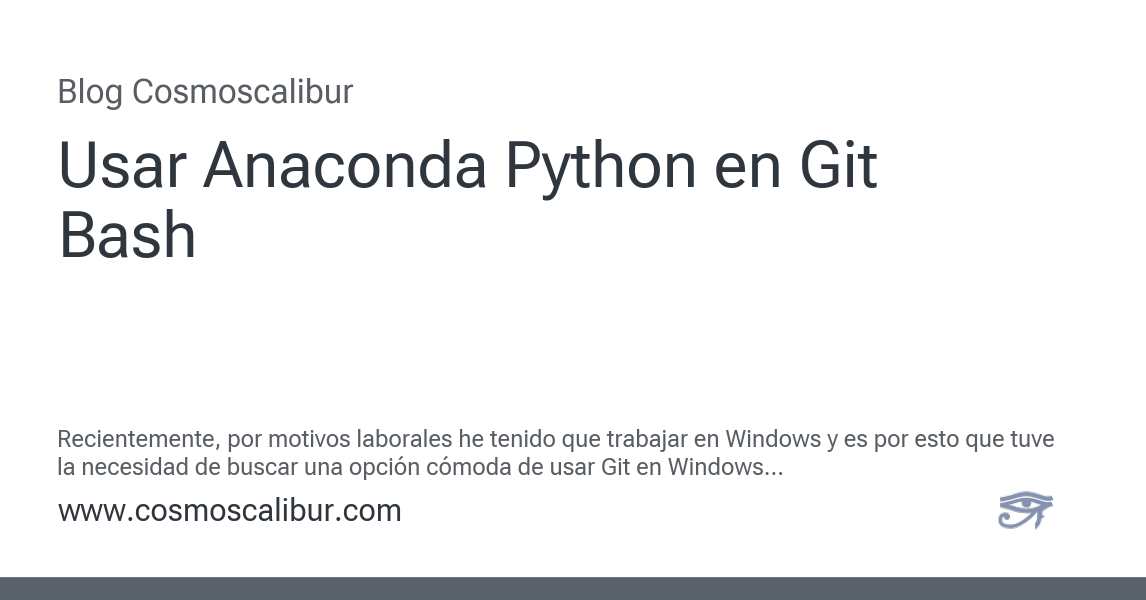 Blog Cosmoscalibur
Usar Anaconda Python en Git
Bash
Recientemente, por motivos laborales he tenido que trabajar en Windows y es por esto que tuve
la necesidad de buscar una opción cómoda de usar Git en Windows...
www.cosmoscalibur.com